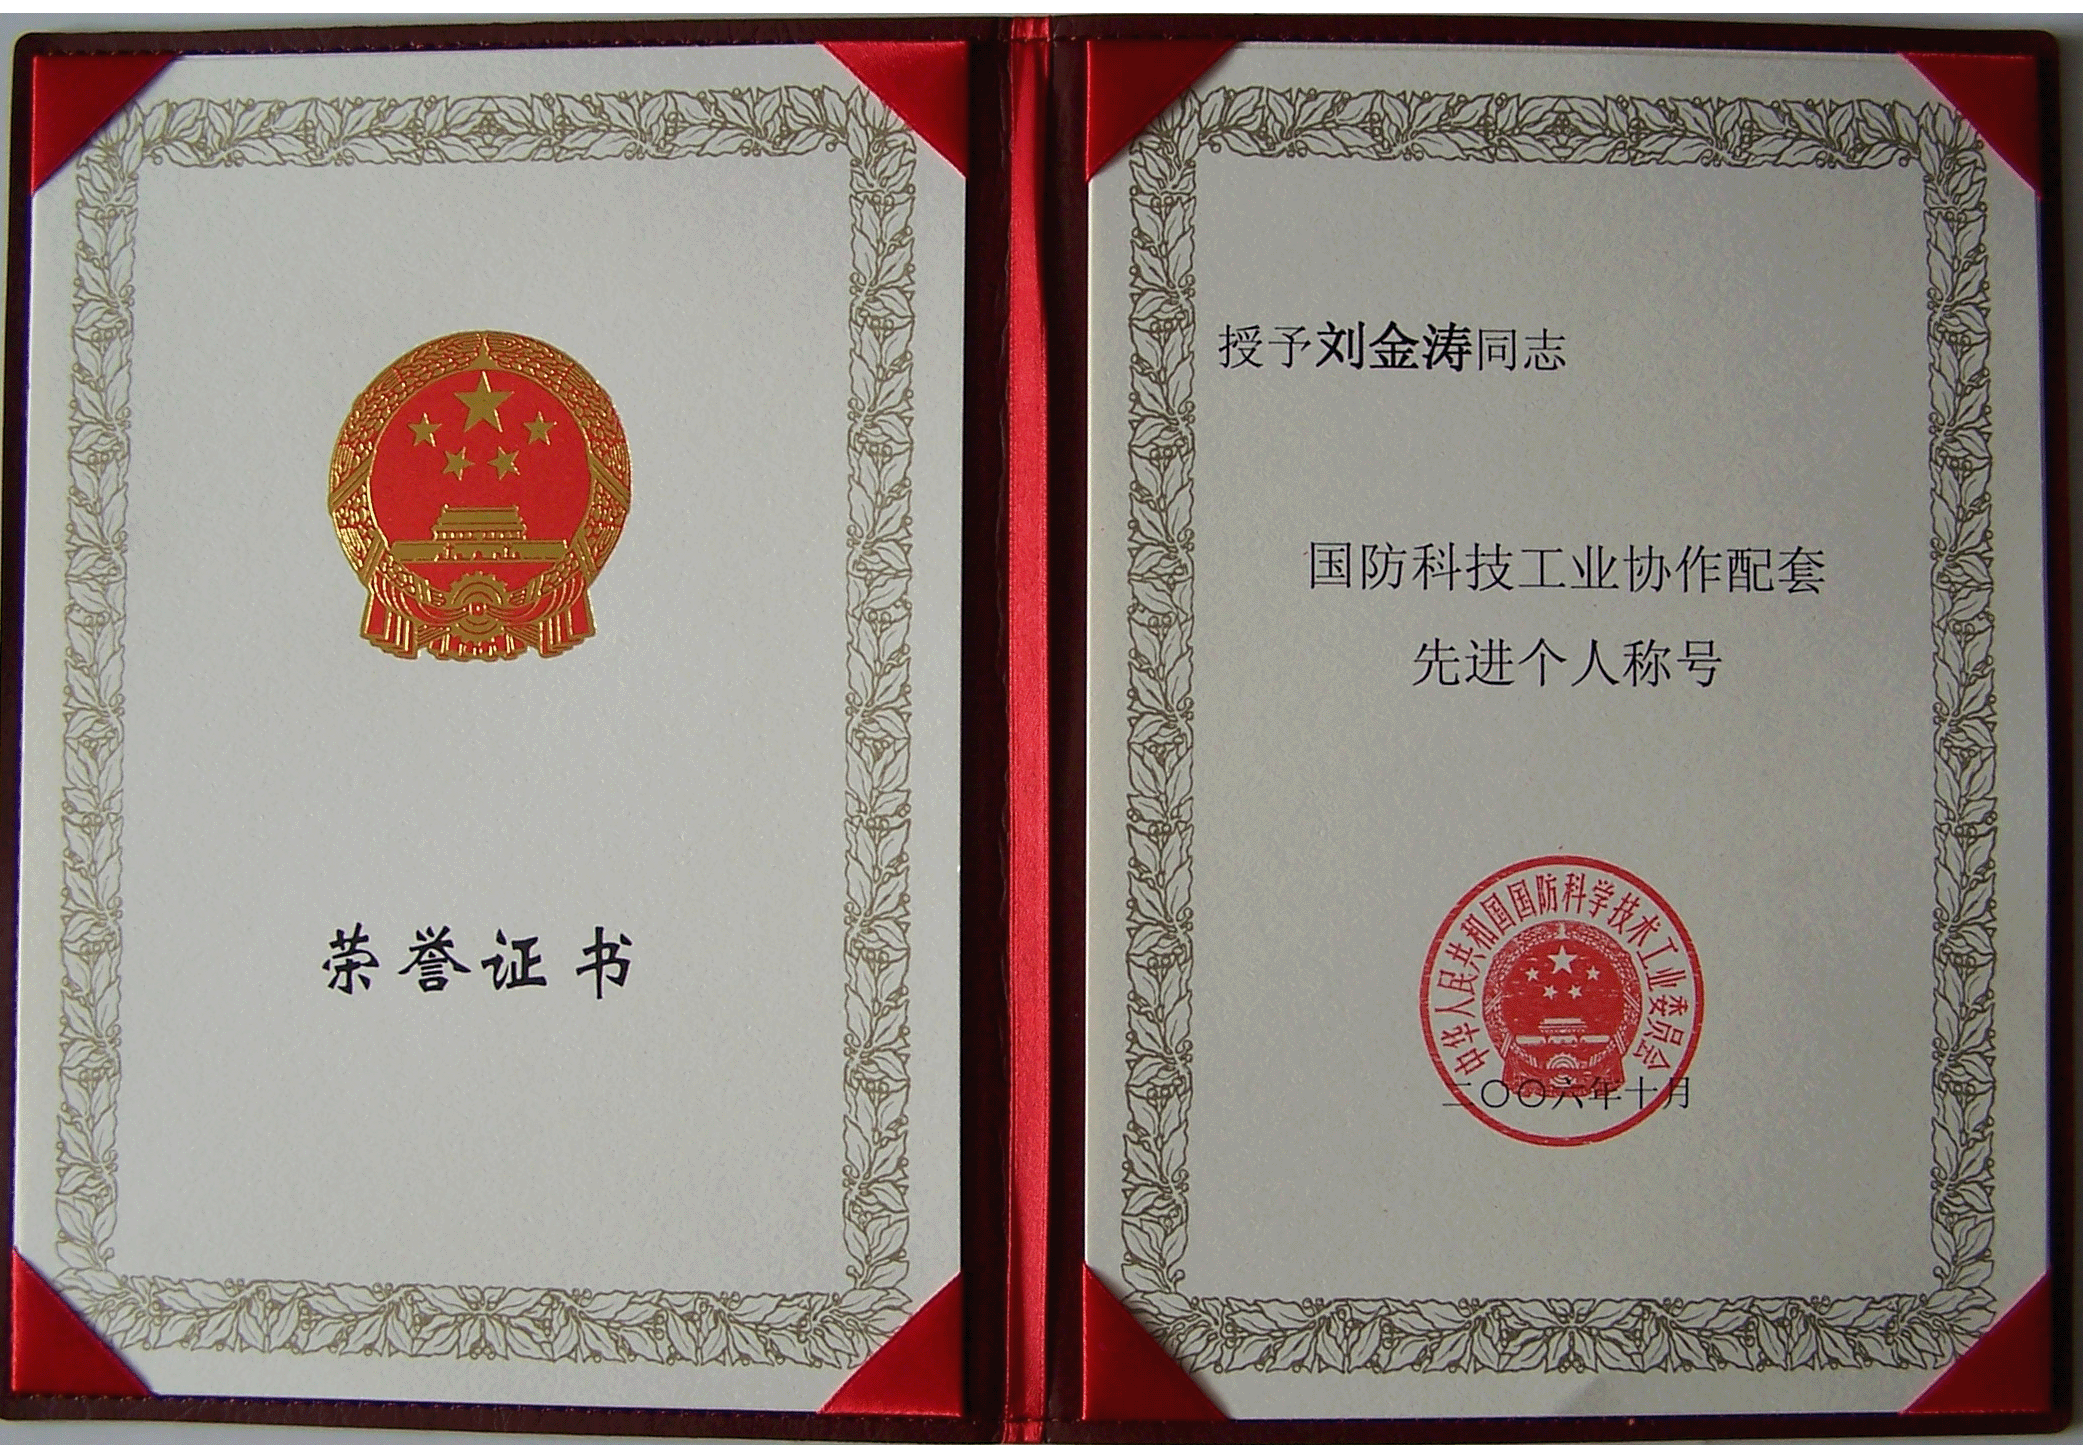 荣誉证书
授予刘金涛同志
国防科技工业协作配套
先进个人称号
中华人民共和国国防科学技术工业委员会
二〇〇六年十月